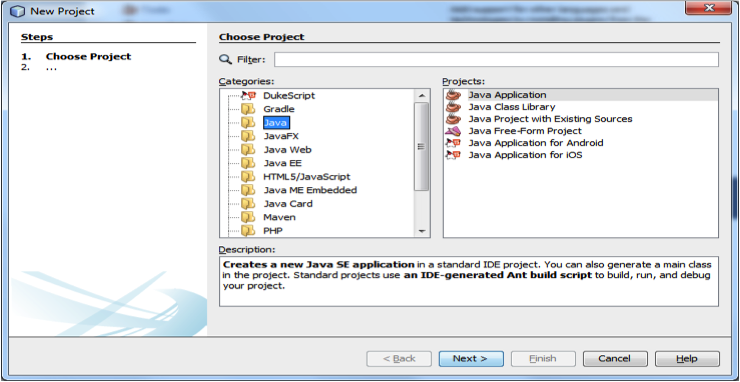 New Project
Steps
1. Choose Project
2. ...
Choose Project
Filter:
Categories:
DukeScript
Gradle
Java
JavaFX
Java Web
Java EE
HTML5/JavaScript
Java ME Embedded
Java Card
Maven
PHP
Projects:
Java Application
Java Class Library
Java Project with Existing Sources
Java Free-Form Project
Java Application for Android
Java Application for iOS
Description:
Creates a new Java SE application in a standard IDE project. You can also generate a main class
in the project. Standard projects use an IDE-generated Ant build script to build, run, and debug
your project.
< Back
Next >
Finish
Cancel
Help